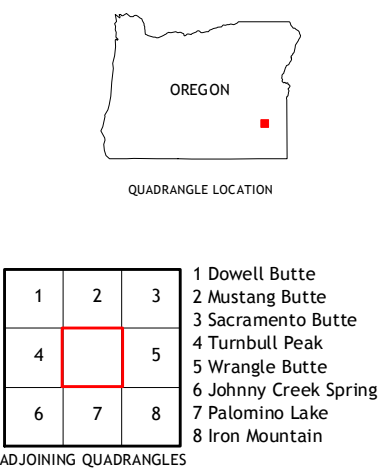 OREGON
QUADRANGLE LOCATION
1 2 3
4 5
6 7 8
1 Dowell Butte
2 Mustang Butte
3 Sacramento Butte
4 Turnbull Peak
5 Wrangle Butte
6 Johnny Creek Spring
7 Palomino Lake
8 Iron Mountain
ADJOINING QUADRANGLES